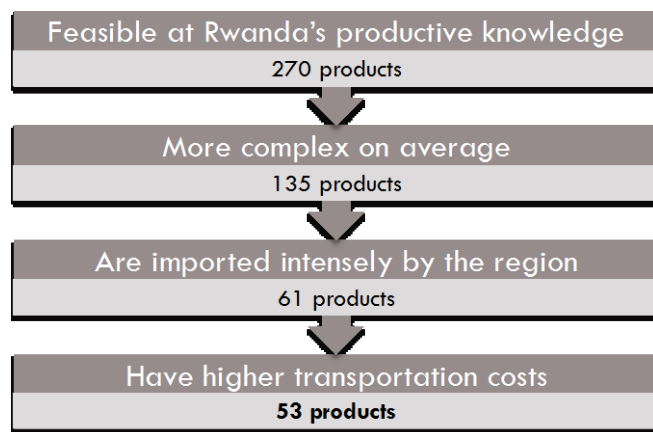 Feasible at Rwanda's productive knowledge
270 products
More complex on average
135 products
Are imported intensely by the region
61 products
Have higher transportation costs
53 products